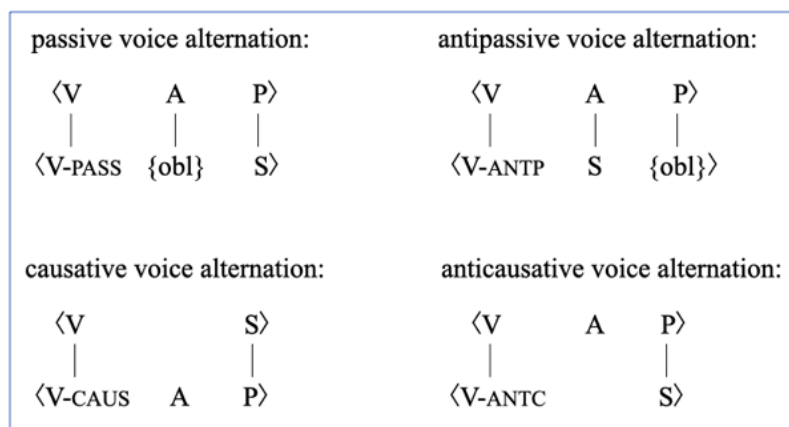 passive voice alternation:
⟨V A P⟩
⟨V-PASS {obl} S⟩
antipassive voice alternation:
⟨V A P⟩
⟨V-ANTP S {obl}⟩
causative voice alternation:
⟨V S⟩
⟨V-CAUS A P⟩
anticausative voice alternation:
⟨V A P⟩
⟨V-ANTC S⟩